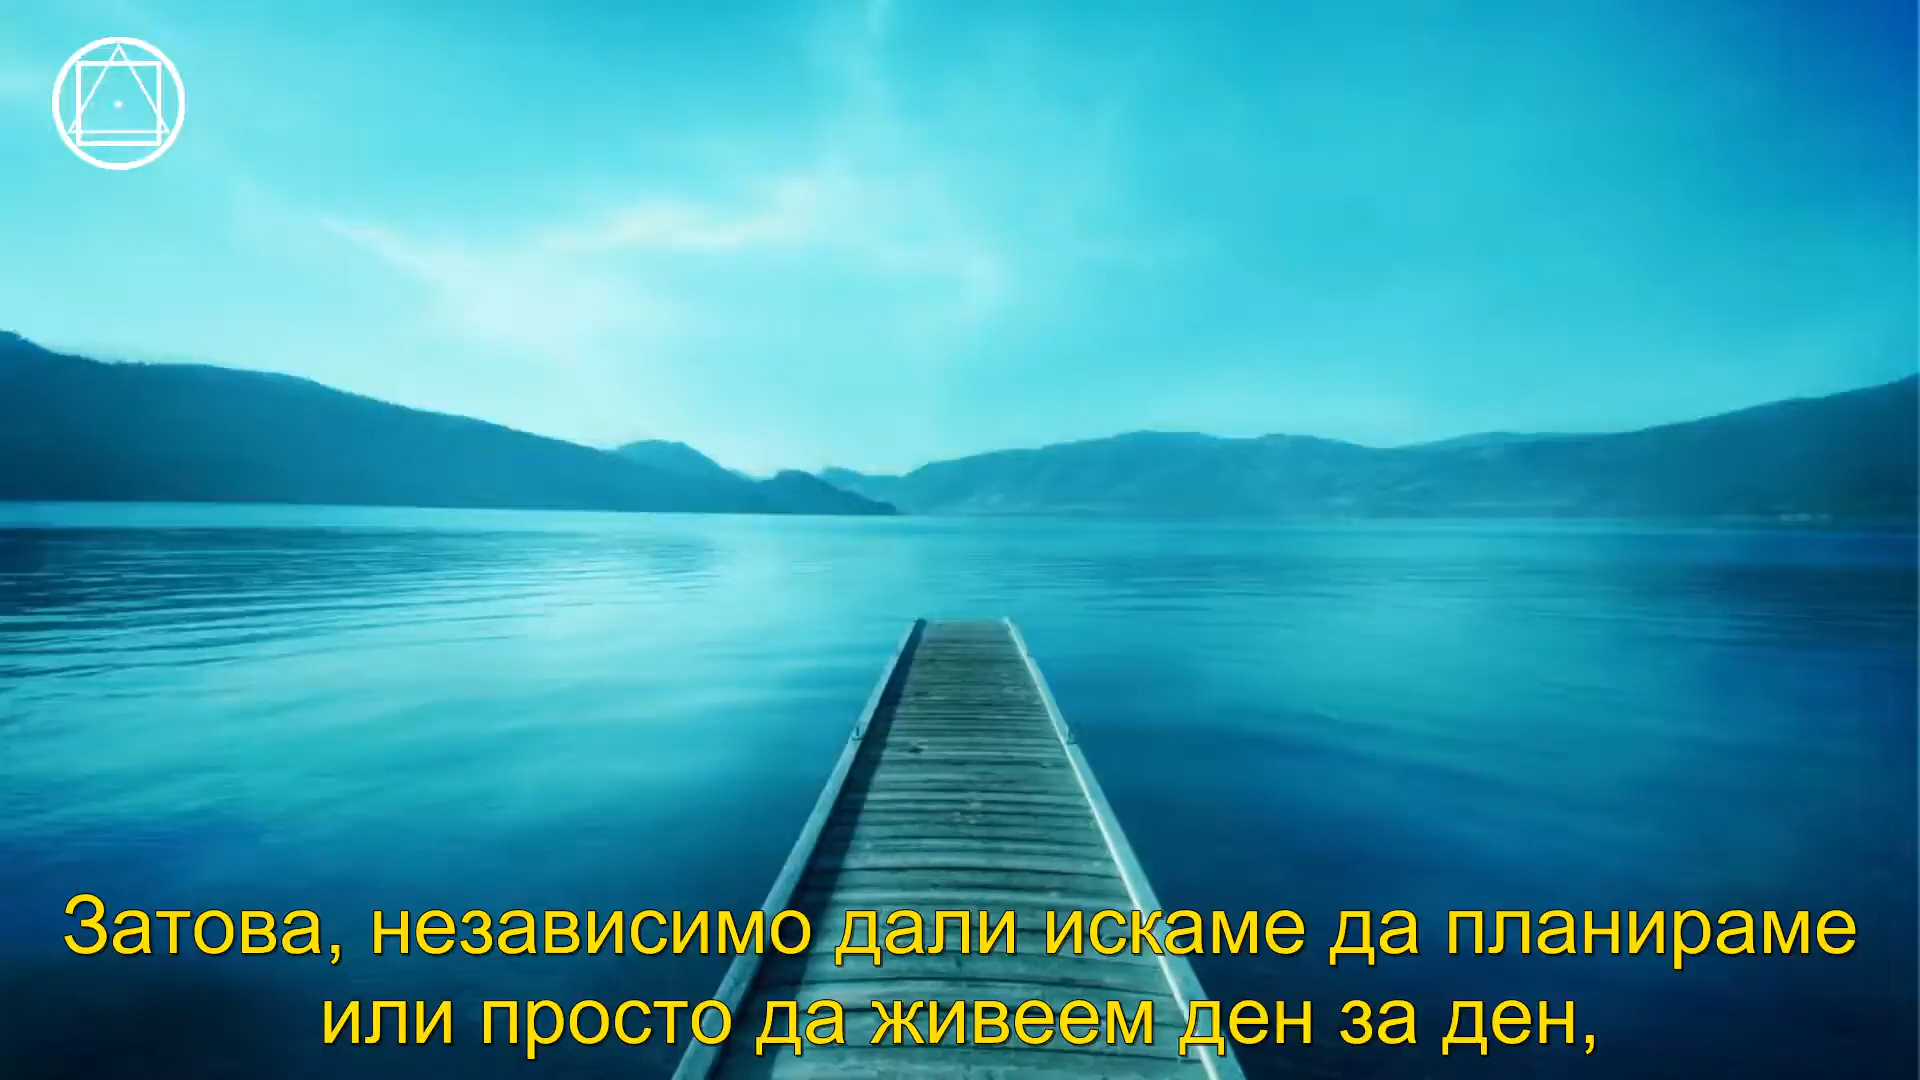 Затова, независимо дали искаме да планираме
или просто да живеем ден за ден,